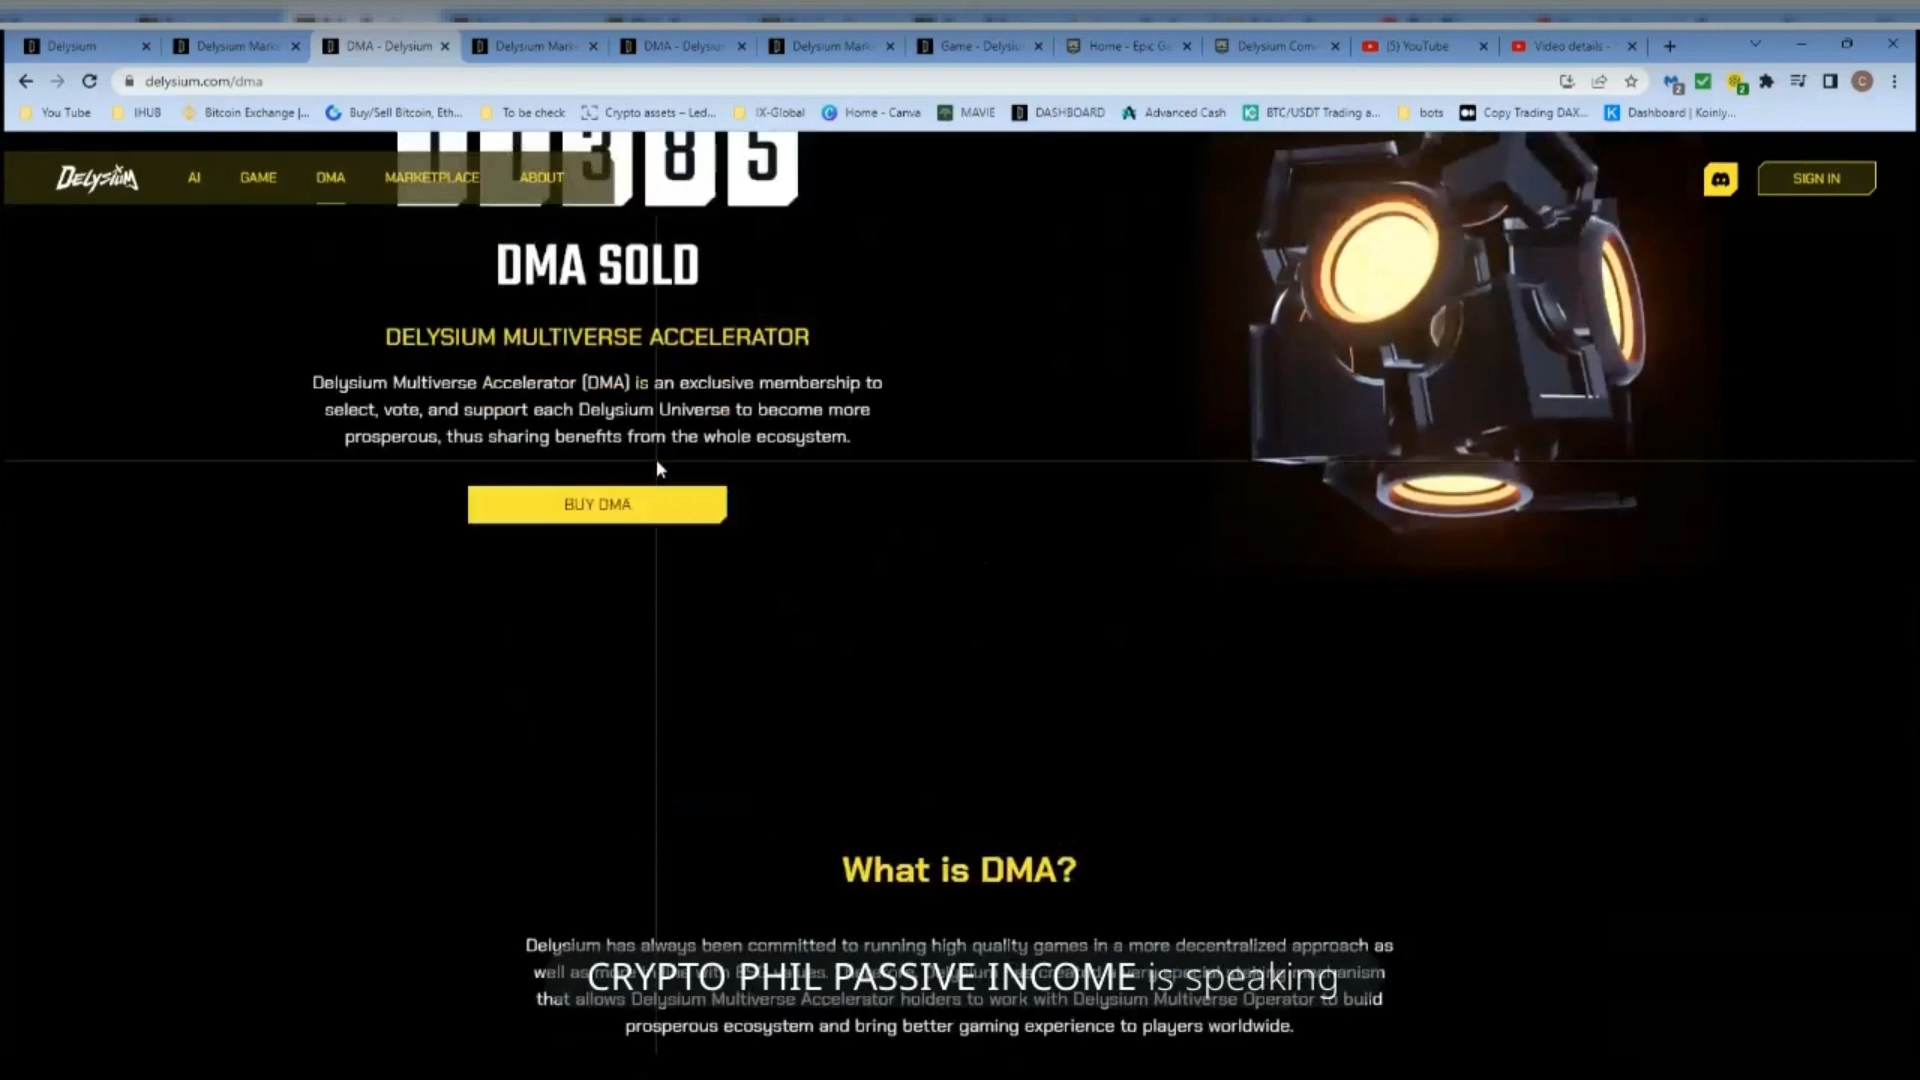 Delysium
Delysium Mark
DMA - Delysium
Delysium Mark
DMA - Delysiu
Delysium Mark
Game - Delysiu
Home - Epic G
Delysium Com
(5) YouTube
Video details -
delysium.com/dma
You Tube
IHUB
Bitcoin Exchange |...
Buy/Sell Bitcoin, Eth...
To be check
Crypto assets – Led...
IX-Global
Home - Canva
MAVIE
DASHBOARD
Advanced Cash
BTC/USDT Trading a...
bots
Copy Trading DAX...
Dashboard | Koinly...
3 8 5
DELYSIUM
AI
GAME
DMA
MARKETPLACE
ABOUT
SIGN IN
DMA SOLD
DELYSIUM MULTIVERSE ACCELERATOR
Delysium Multiverse Accelerator (DMA) is an exclusive membership to
select, vote, and support each Delysium Universe to become more
prosperous, thus sharing benefits from the whole ecosystem.
BUY DMA
What is DMA?
Delysium has always been committed to running high quality games in a more decentralized approach as
well as
CRYPTO PHIL PASSIVE INCOME is speaking
that allows Delysium Multiverse Accelerator holders to work with Delysium Multiverse Operator to build
prosperous ecosystem and bring better gaming experience to players worldwide.